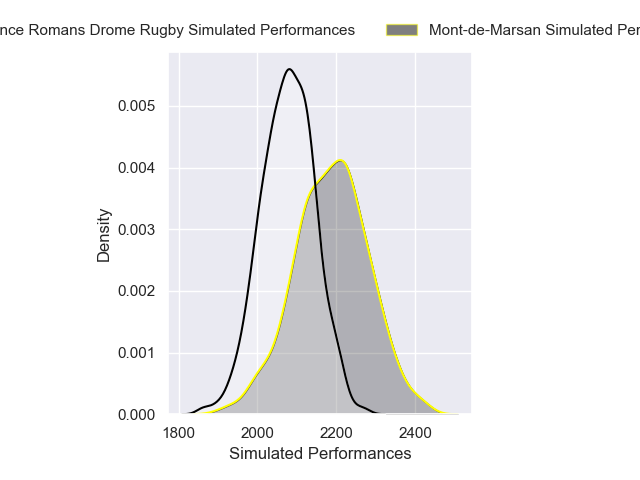 nce Romans Drome Rugby Simulated Performances
Mont-de-Marsan Simulated Per
0.005
0.004
0.003
0.002
0.001
0.000
Density
1800 2000 2200 2400
Simulated Performances